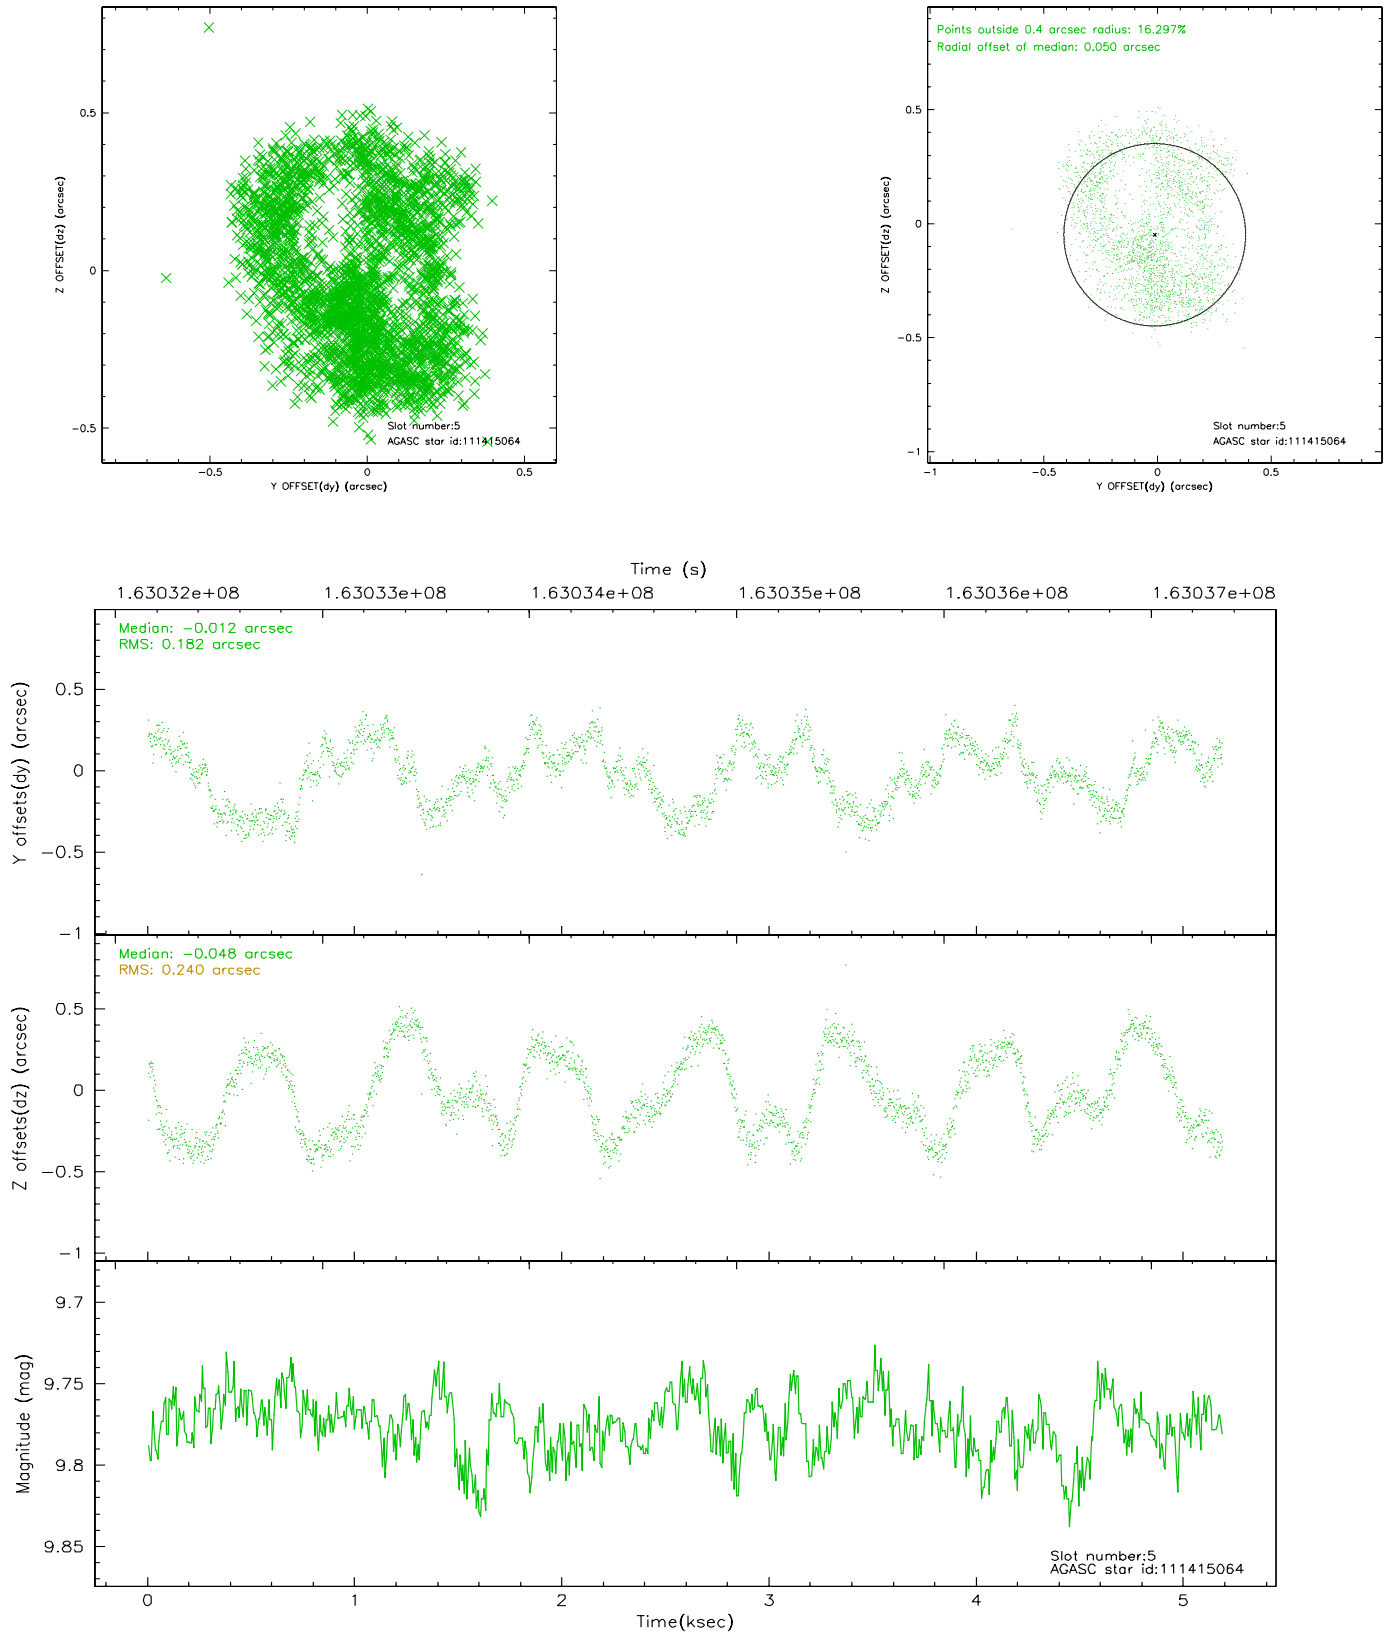 0.5
0
−0.5
Z OFFSET(dz) (arcsec)
Slot number:5
AGASC star id:111415064
−0.5 0 0.5
Y OFFSET(dy) (arcsec)
Points outside 0.4 arcsec radius: 16.297%
Radial offset of median: 0.050 arcsec
0.5
0
−0.5
−1
Z OFFSET(dz) (arcsec)
Slot number:5
AGASC star id:111415064
−1 −0.5 0 0.5
Y OFFSET(dy) (arcsec)
Time (s)
1.63032e+08 1.63033e+08 1.63034e+08 1.63035e+08 1.63036e+08 1.63037e+08
Median: −0.012 arcsec
RMS: 0.182 arcsec
0.5
0
−0.5
−1
Y offsets(dy) (arcsec)
Median: −0.048 arcsec
RMS: 0.240 arcsec
0.5
0
−0.5
−1
Z offsets(dz) (arcsec)
9.7
9.75
9.8
9.85
Magnitude (mag)
Slot number:5
AGASC star id:111415064
0 1 2 3 4 5
Time(ksec)